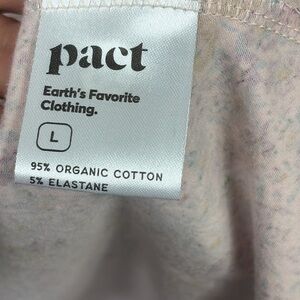 pact
Earth's Favorite
Clothing.
L
95% ORGANIC COTTON
5% ELASTANE